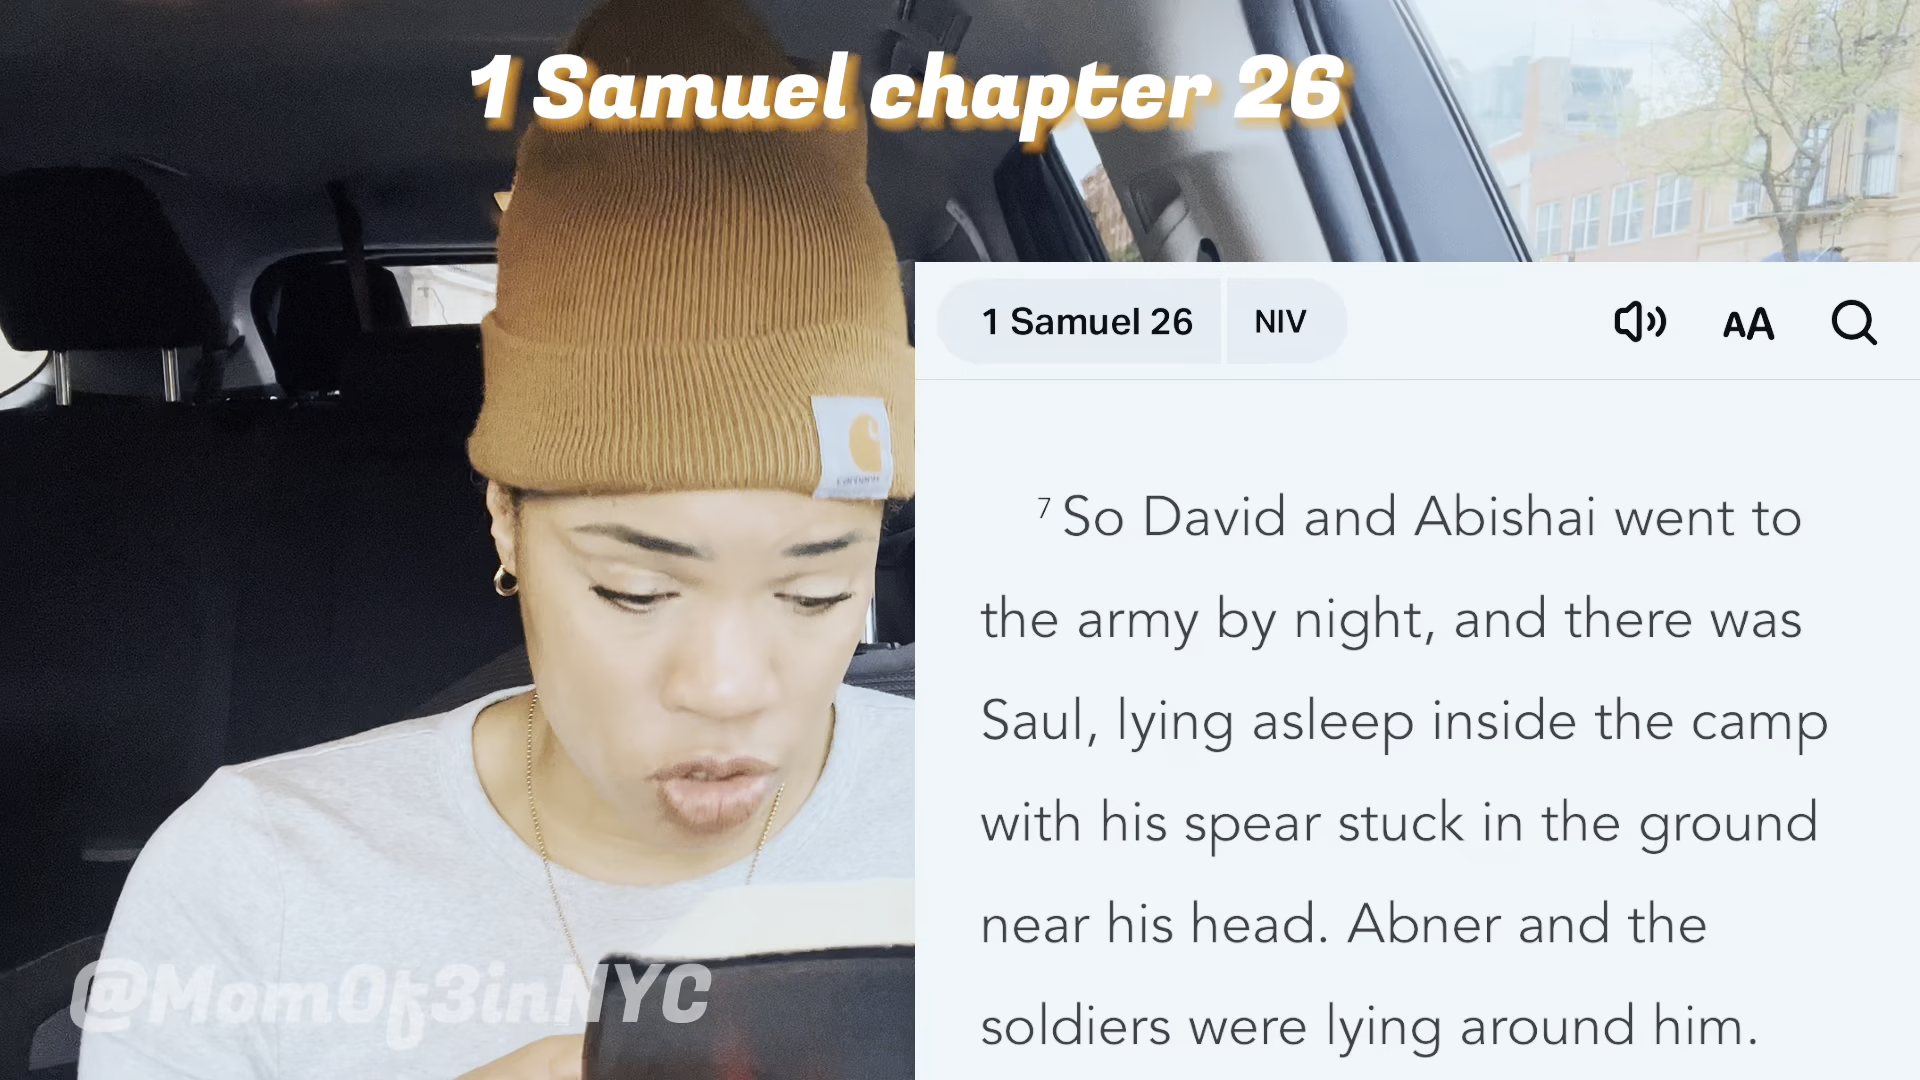 1 Samuel chapter 26
1 Samuel 26
NIV
AA
7 So David and Abishai went to
the army by night, and there was
Saul, lying asleep inside the camp
with his spear stuck in the ground
near his head. Abner and the
soldiers were lying around him.
@MomOf3inNYC